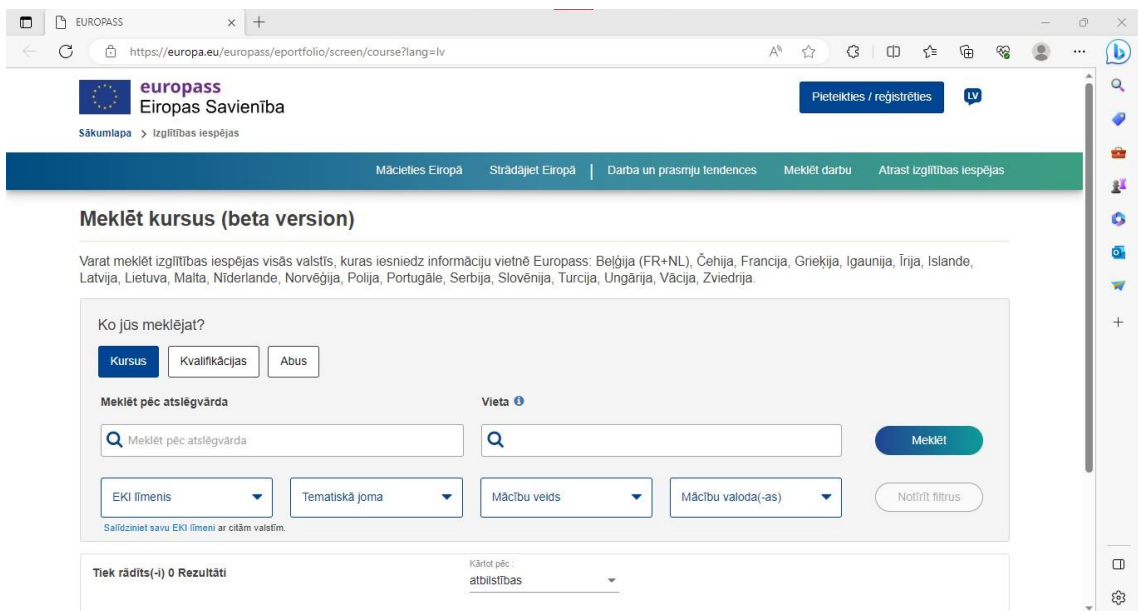 EUROPASS
https://europa.eu/europass/eportfolio/screen/course?lang=lv
europass
Eiropas Savienība
Pieteikties / reģistrēties
LV
Sākumlapa > Izglītības iespējas
Mācieties Eiropā Strādājiet Eiropā | Darba un prasmju tendences Meklēt darbu Atrast izglītības iespējas
Meklēt kursus (beta version)
Varat meklēt izglītības iespējas visās valstīs, kuras iesniedz informāciju vietnē Europass: Beļģija (FR+NL), Čehija, Francija, Grieķija, Igaunija, Īrija, Islande,
Latvija, Lietuva, Malta, Nīderlande, Norvēģija, Polija, Portugāle, Serbija, Slovēnija, Turcija, Ungārija, Vācija, Zviedrija.
Ko jūs meklējat?
Kursus Kvalifikācijas Abus
Meklēt pēc atslēgvārda Vieta
Meklēt pēc atslēgvārda
Meklēt
EKI līmenis Tematiskā joma Mācību veids Mācību valoda(-as) Notīrīt filtrus
Salīdziniet savu EKI līmeni ar citām valstīm.
Tiek rādīts(-i) 0 Rezultāti
Kārtot pēc :
atbilstības